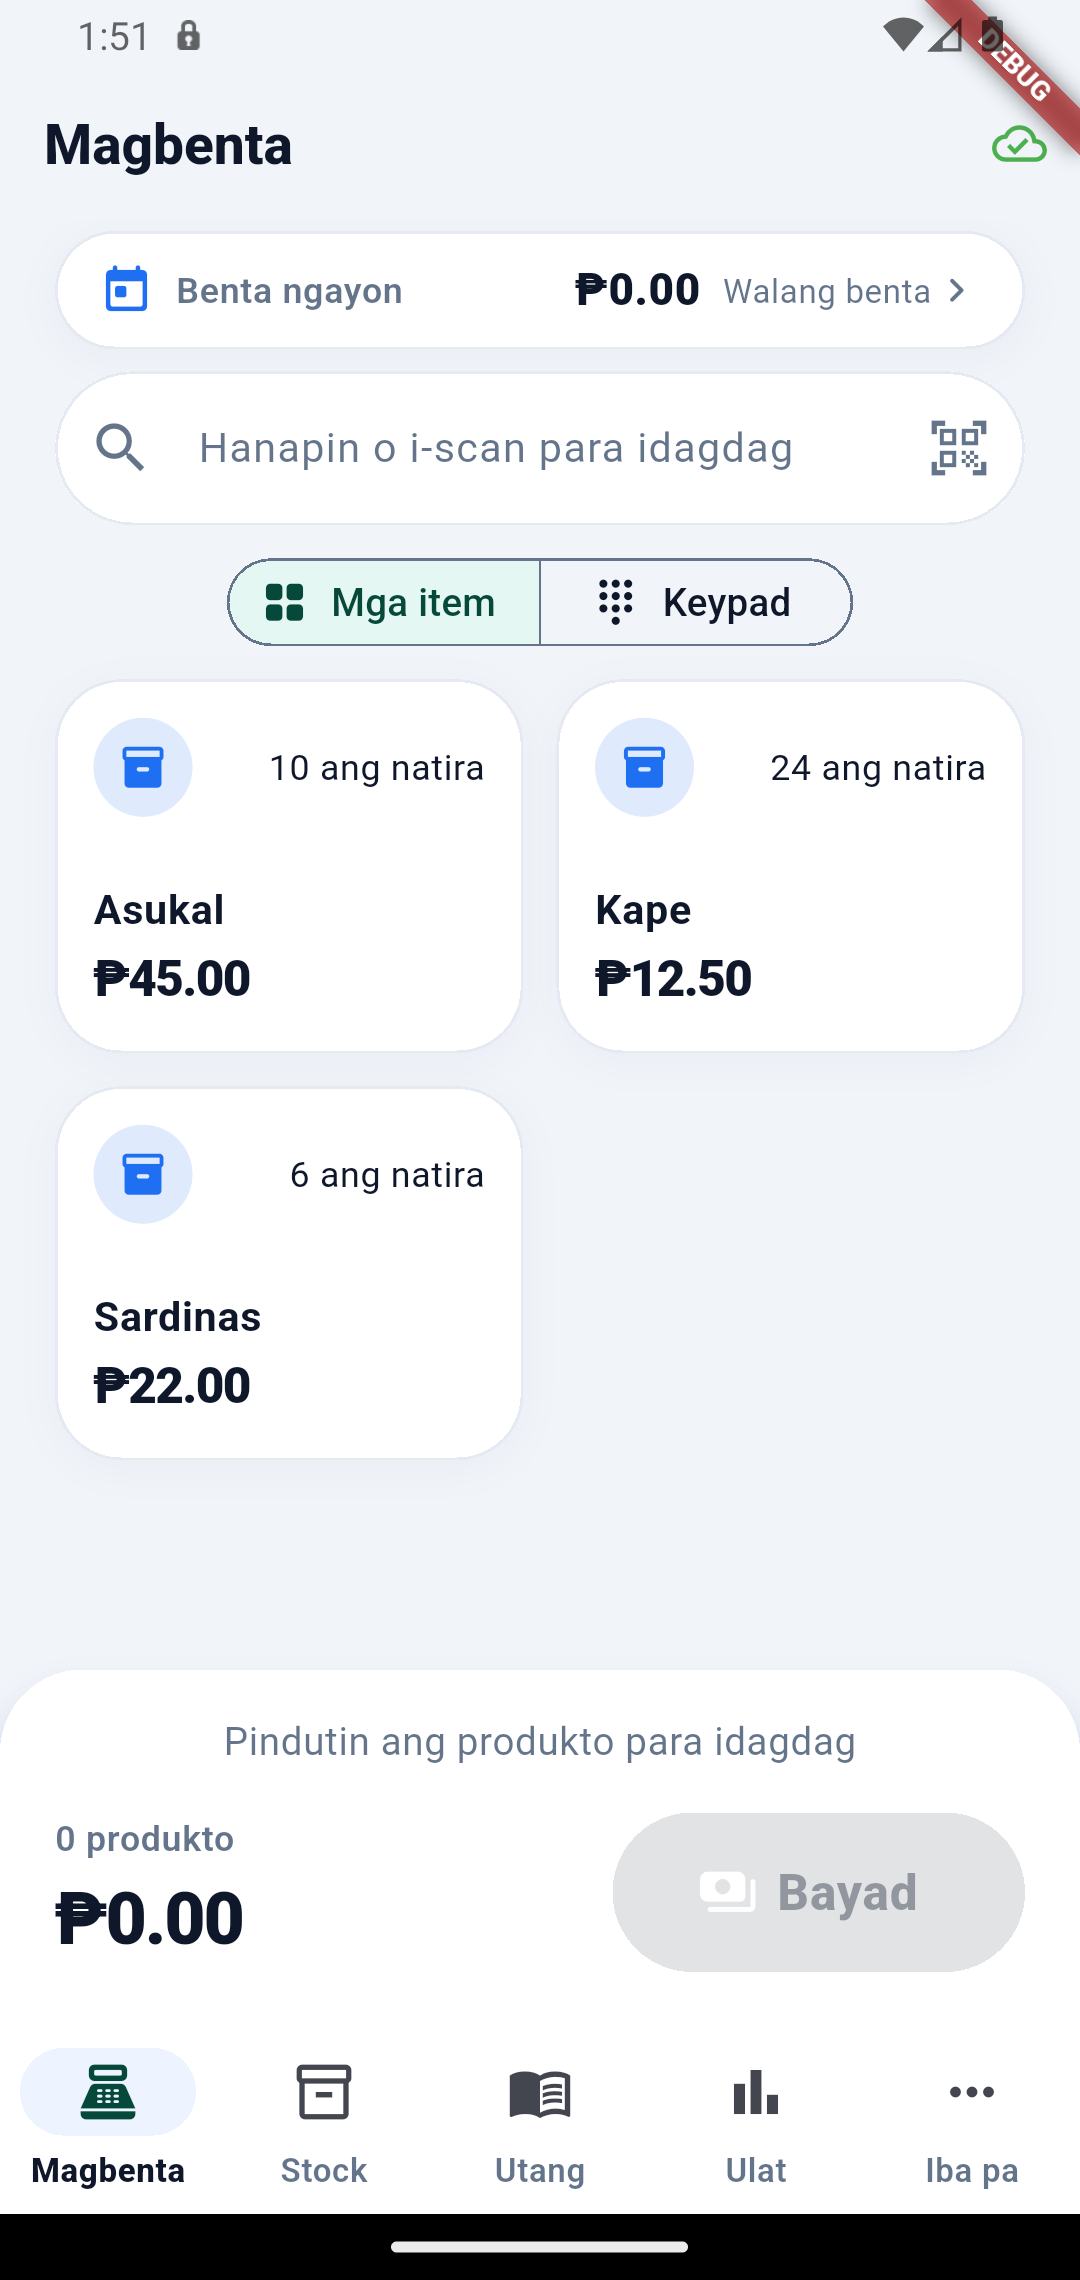 1:51
DEBUG
Magbenta
Benta ngayon ₱0.00 Walang benta
Hanapin o i-scan para idagdag
Mga item Keypad
10 ang natira
Asukal
₱45.00
24 ang natira
Kape
₱12.50
6 ang natira
Sardinas
₱22.00
Pindutin ang produkto para idagdag
0 produkto
₱0.00
Bayad
Magbenta Stock Utang Ulat Iba pa